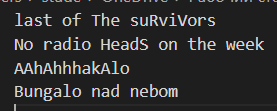 last of The suRviVors
No radio HeadS on the week
AAhAhhhakAlo
Bungalo nad nebom